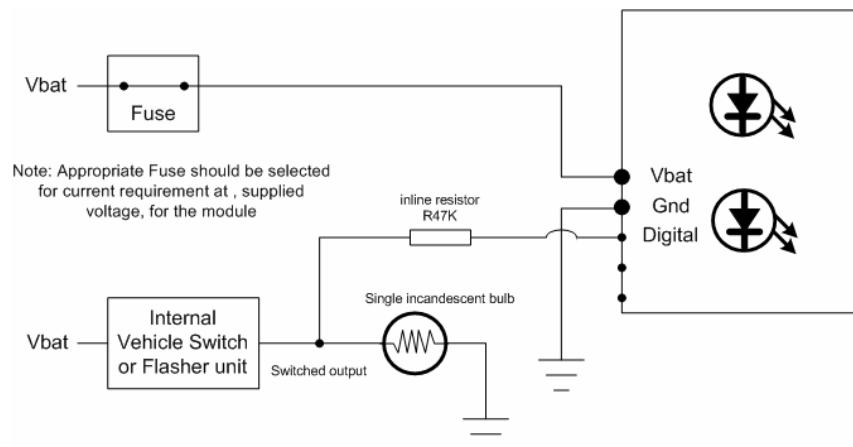 Vbat
Fuse
Note: Appropriate Fuse should be selected
for current requirement at , supplied
voltage, for the module
inline resistor
R47K
Vbat
Gnd
Digital
Single incandescent bulb
Vbat
Internal
Vehicle Switch
or Flasher unit
Switched output